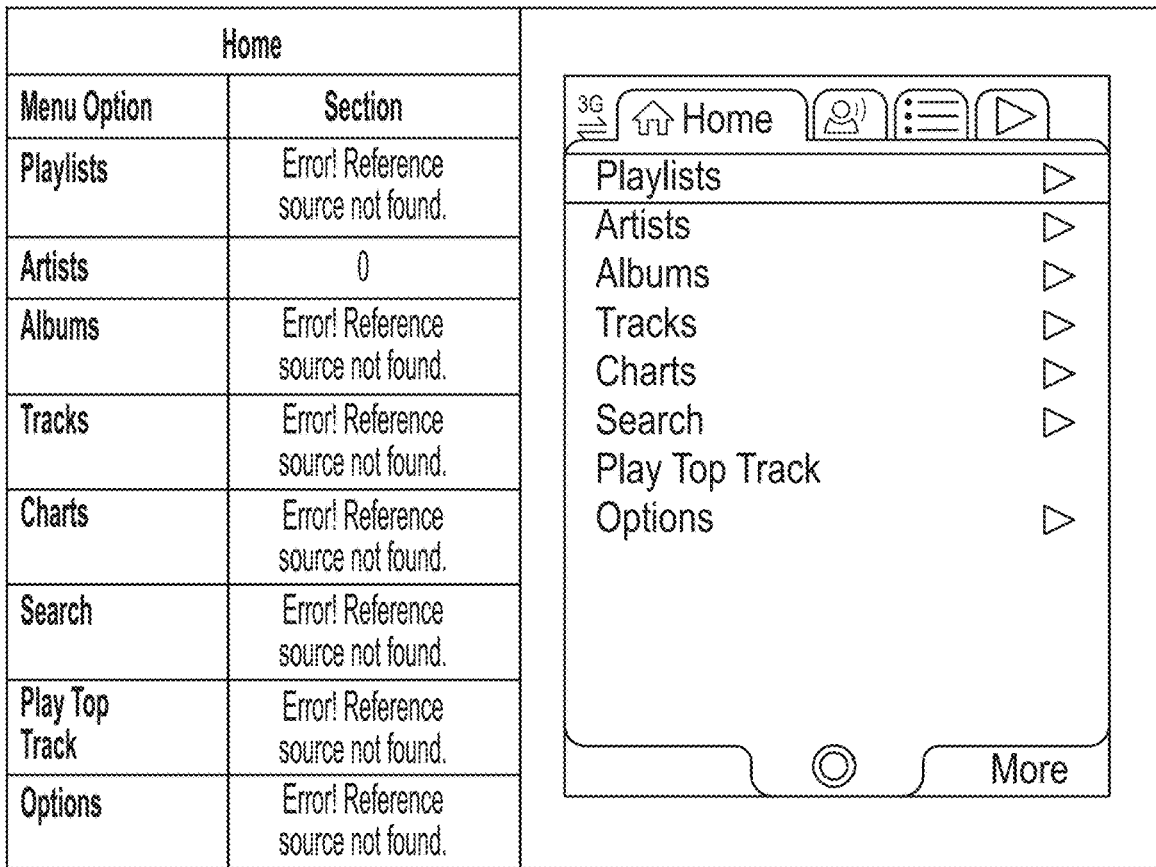 Home
Menu Option Section
Playlists Error! Reference
source not found.
Artists 0
Albums Error! Reference
source not found.
Tracks Error! Reference
source not found.
Charts Error! Reference
source not found.
Search Error! Reference
source not found.
Play Top Error! Reference
Track source not found.
Options Error! Reference
source not found.
3G Home
Playlists
Artists
Albums
Tracks
Charts
Search
Play Top Track
Options
More